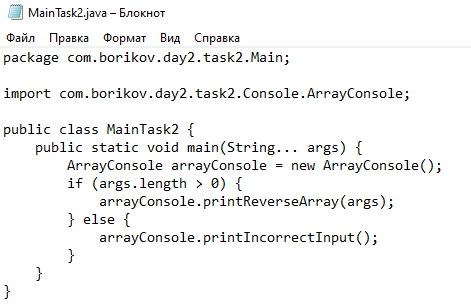 MainTask2.java – Блокнот
Файл Правка Формат Вид Справка
package com.borikov.day2.task2.Main;

import com.borikov.day2.task2.Console.ArrayConsole;

public class MainTask2 {
    public static void main(String... args) {
        ArrayConsole arrayConsole = new ArrayConsole();
        if (args.length > 0) {
            arrayConsole.printReverseArray(args);
        } else {
            arrayConsole.printIncorrectInput();
        }
    }
}